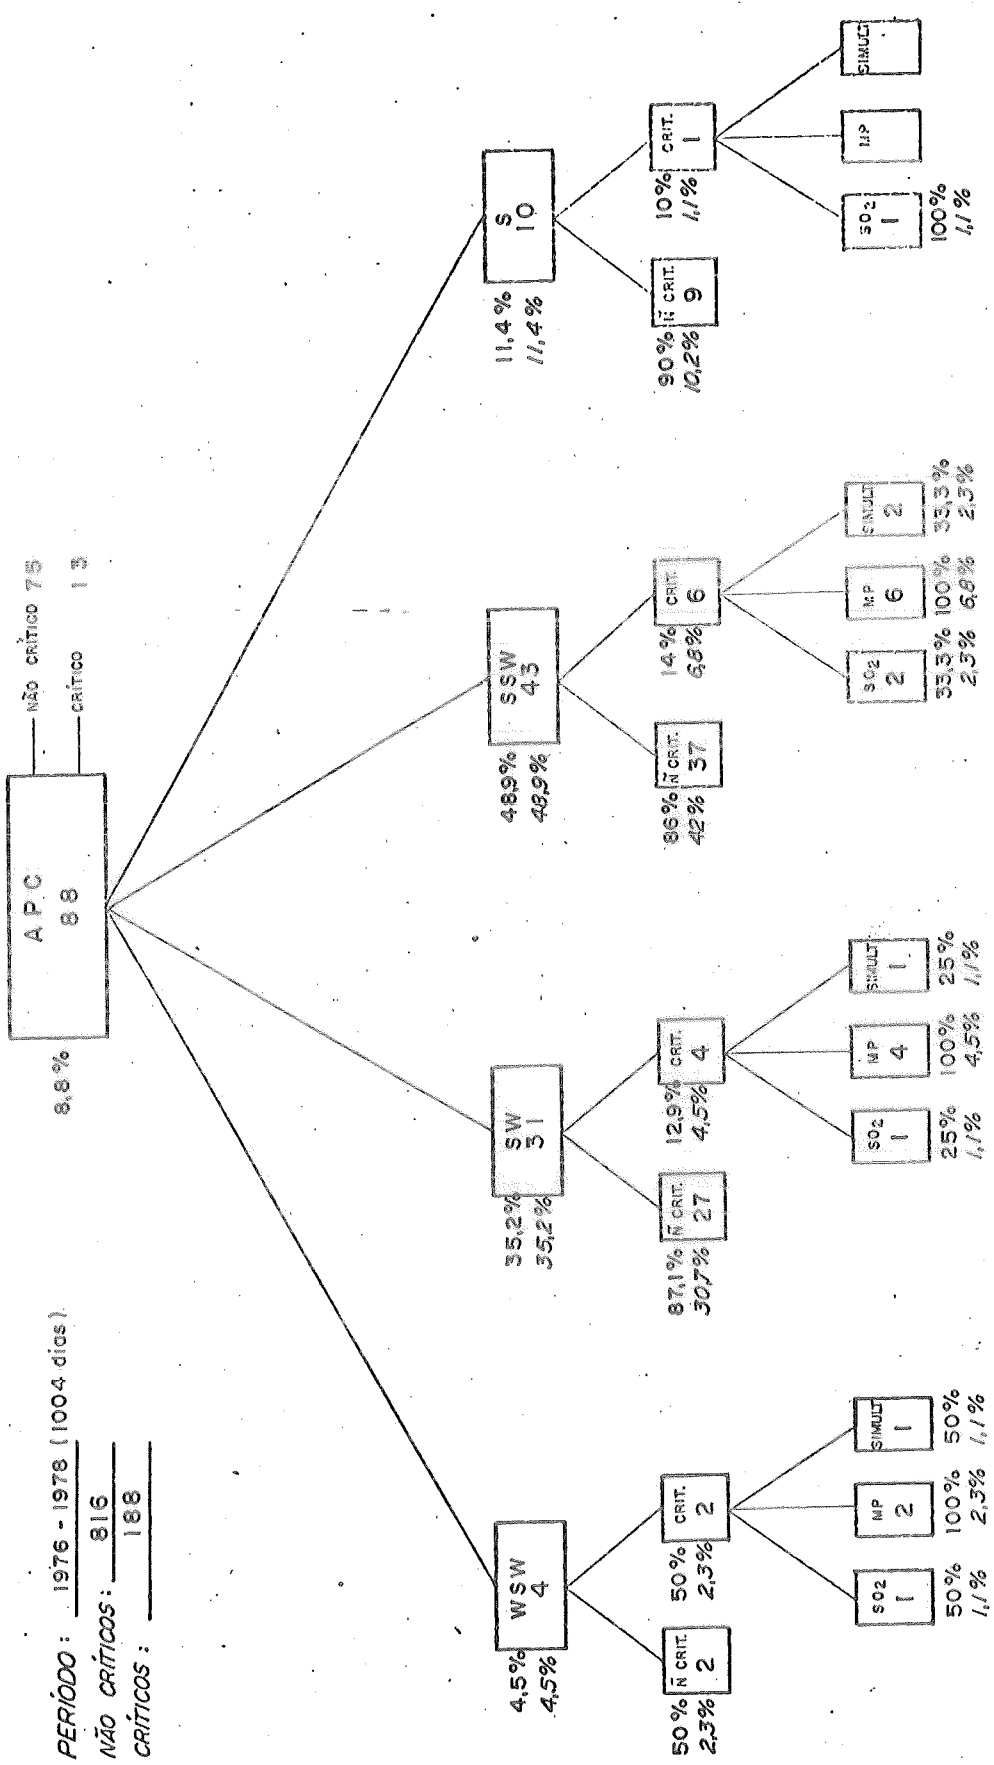 PERÍODO : 1976 - 1978 (1004 dias)
NÃO CRÍTICOS : 816
CRÍTICOS : 188
8,8%
A P C
88
NÃO CRÍTICO 75
CRÍTICO 13
4,5%
4,5%
WSW
4
35,2%
35,2%
SW
31
48,9%
48,9%
SSW
43
11,4%
11,4%
S
10
50%
2,3%
Ñ CRIT.
2
50%
2,3%
CRIT.
2
87,1%
30,7%
Ñ CRIT.
27
12,9%
4,5%
CRIT.
4
86%
42%
Ñ CRIT.
37
14%
6,8%
CRIT.
6
90%
10,2%
Ñ CRIT.
9
10%
1,1%
CRIT.
1
SO2
1
50%
1,1%
MP
2
100%
2,3%
SIMULT
1
50%
1,1%
SO2
1
25%
1,1%
MP
4
100%
4,5%
SIMULT
1
25%
1,1%
SO2
2
33,3%
2,3%
MP
6
100%
6,8%
SIMULT
2
33,3%
2,3%
SO2
1
100%
1,1%
MP
SIMULT